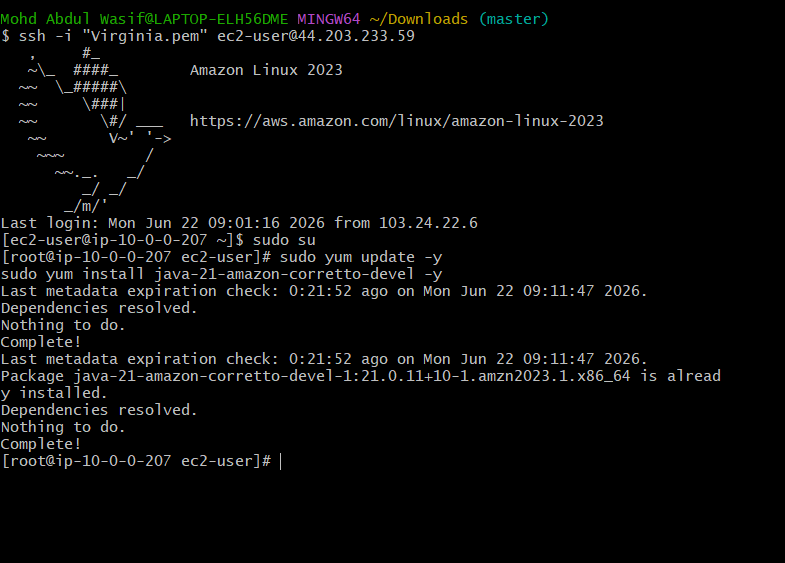 Mohd Abdul Wasif@LAPTOP-ELH56DME MINGW64 ~/Downloads (master)
$ ssh -i "Virginia.pem" ec2-user@44.203.233.59
   ,     #_
   ~\_  ####_        Amazon Linux 2023
  ~~  \_#####\
  ~~     \###|
  ~~       \#/ ___   https://aws.amazon.com/linux/amazon-linux-2023
   ~~       V~' '->
    ~~~         /
      ~~._.   _/
         _/ _/
       _/m/'
Last login: Mon Jun 22 09:01:16 2026 from 103.24.22.6
[ec2-user@ip-10-0-0-207 ~]$ sudo su
[root@ip-10-0-0-207 ec2-user]# sudo yum update -y
sudo yum install java-21-amazon-corretto-devel -y
Last metadata expiration check: 0:21:52 ago on Mon Jun 22 09:11:47 2026.
Dependencies resolved.
Nothing to do.
Complete!
Last metadata expiration check: 0:21:52 ago on Mon Jun 22 09:11:47 2026.
Package java-21-amazon-corretto-devel-1:21.0.11+10-1.amzn2023.1.x86_64 is alread
y installed.
Dependencies resolved.
Nothing to do.
Complete!
[root@ip-10-0-0-207 ec2-user]#